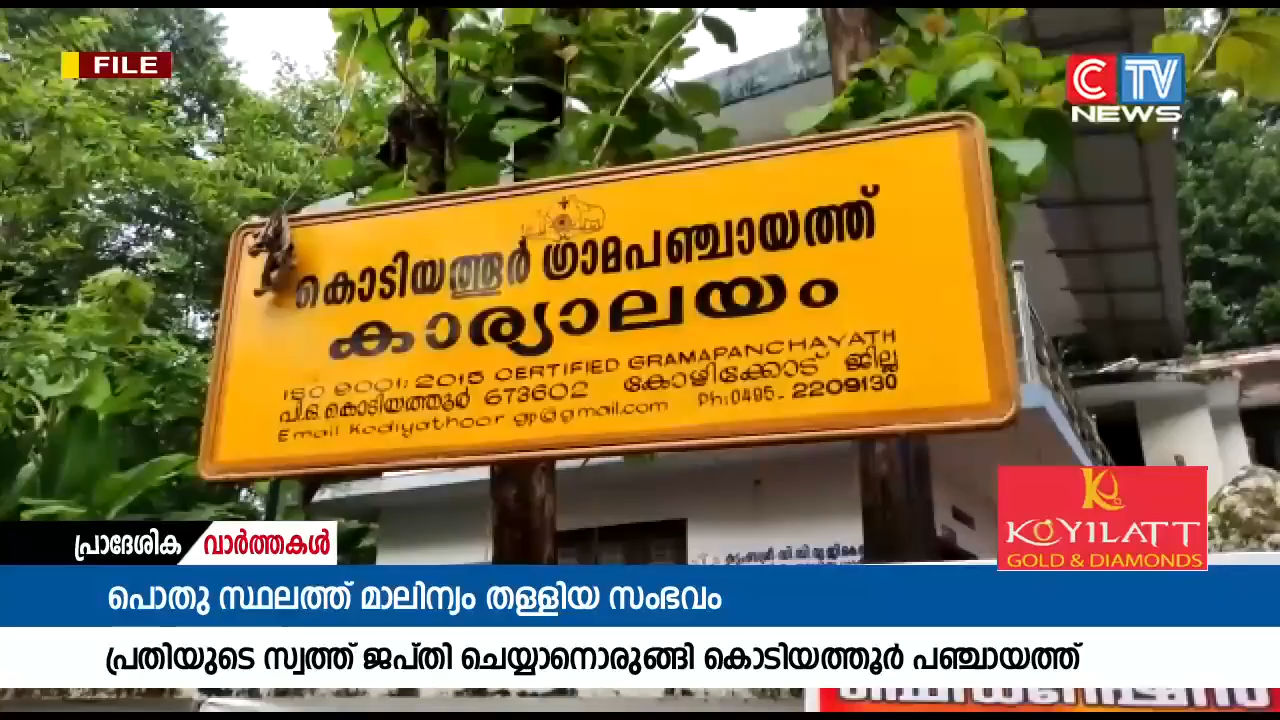 FILE
CTV
NEWS
കൊടിയത്തൂർ ഗ്രാമപഞ്ചായത്ത്
കാര്യാലയം
ISO 9001:2015 CERTIFIED GRAMAPANCHAYATH
പി.ഒ.കൊടിയത്തൂർ 673602 കോഴിക്കോട് ജില്ല
Email kodiyathoor gp@gmail.com Ph:0495-2209130
KOYILATT
GOLD & DIAMONDS
പ്രാദേശിക വാർത്തകൾ
പൊതു സ്ഥലത്ത് മാലിന്യം തള്ളിയ സംഭവം
പ്രതിയുടെ സ്വത്ത് ജപ്തി ചെയ്യാനൊരുങ്ങി കൊടിയത്തൂർ പഞ്ചായത്ത്